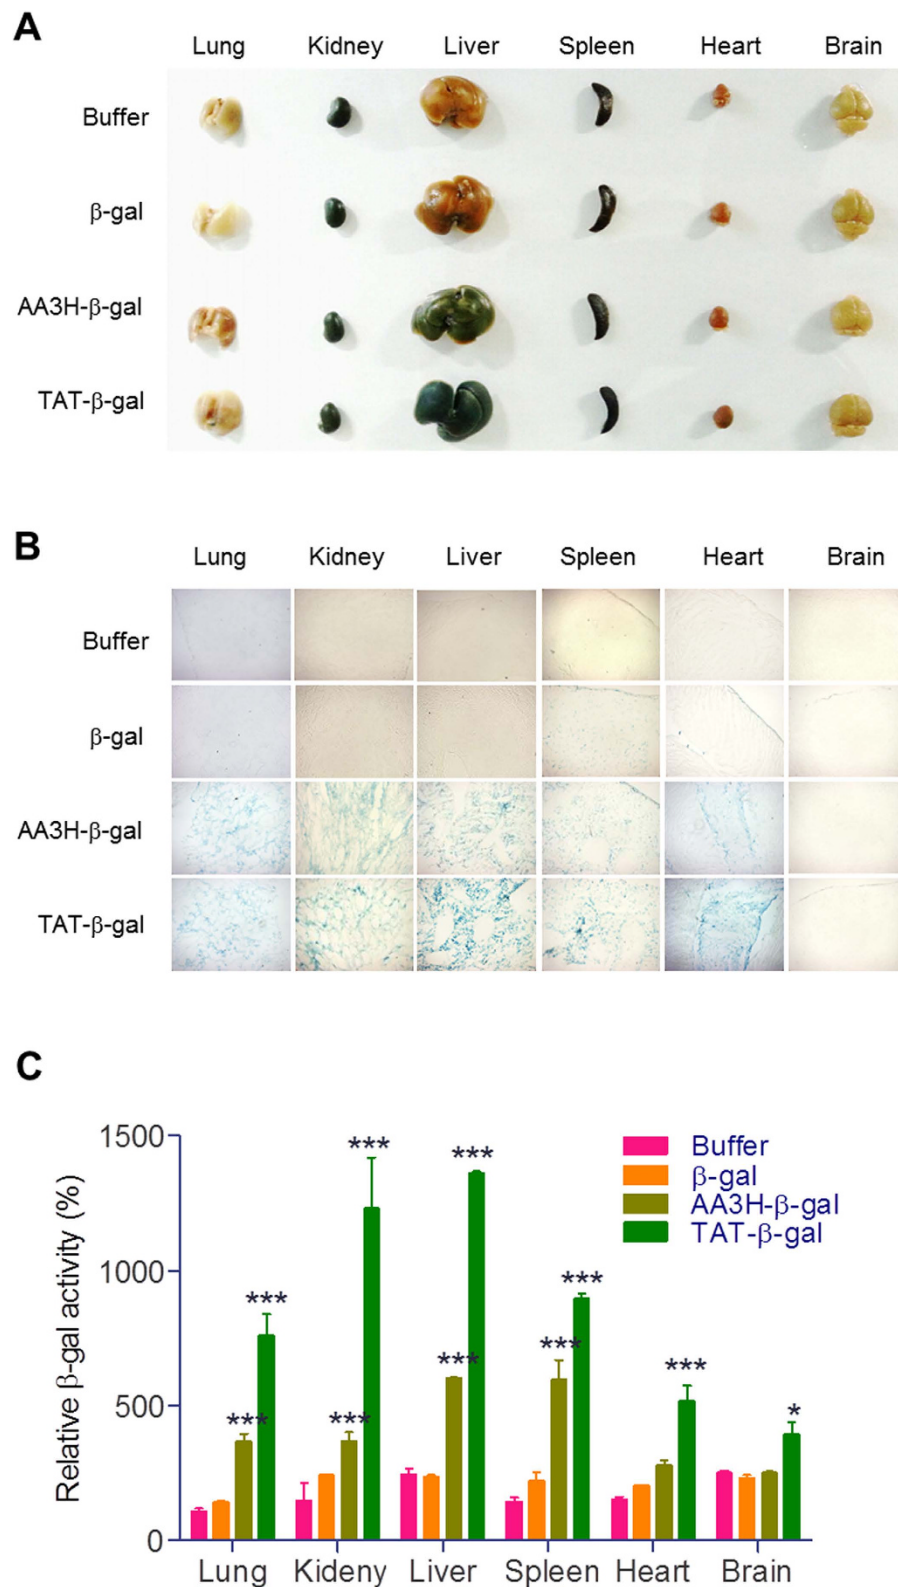 A
Lung Kidney Liver Spleen Heart Brain
Buffer
β-gal
AA3H-β-gal
TAT-β-gal
B
Lung Kidney Liver Spleen Heart Brain
Buffer
β-gal
AA3H-β-gal
TAT-β-gal
C
Relative β-gal activity (%)
1500
1000
500
0
*** *** *** *** *** *** *** *** *** *
Buffer
β-gal
AA3H-β-gal
TAT-β-gal
Lung Kideny Liver Spleen Heart Brain